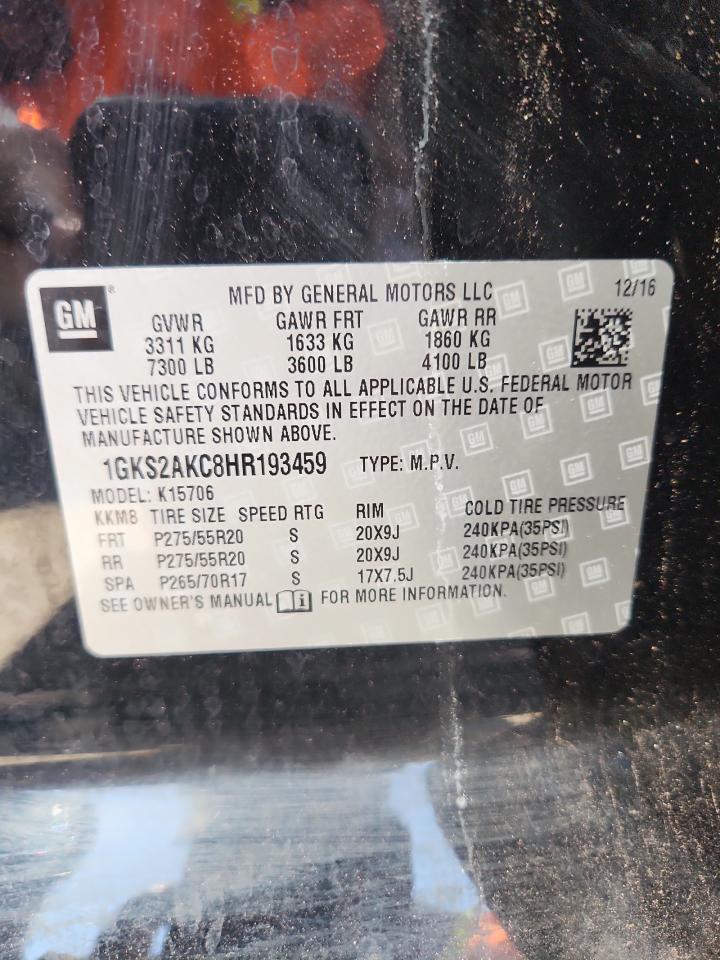 GM ®
MFD BY GENERAL MOTORS LLC 12/16
GVWR GAWR FRT GAWR RR
3311 KG 1633 KG 1860 KG
7300 LB 3600 LB 4100 LB
THIS VEHICLE CONFORMS TO ALL APPLICABLE U.S. FEDERAL MOTOR
VEHICLE SAFETY STANDARDS IN EFFECT ON THE DATE OF
MANUFACTURE SHOWN ABOVE.
1GKS2AKC8HR193459 TYPE: M.P.V.
MODEL: K15706
KKM8 TIRE SIZE SPEED RTG RIM COLD TIRE PRESSURE
FRT P275/55R20 S 20X9J 240KPA(35PSI)
RR P275/55R20 S 20X9J 240KPA(35PSI)
SPA P265/70R17 S 17X7.5J 240KPA(35PSI)
SEE OWNER'S MANUAL i FOR MORE INFORMATION.